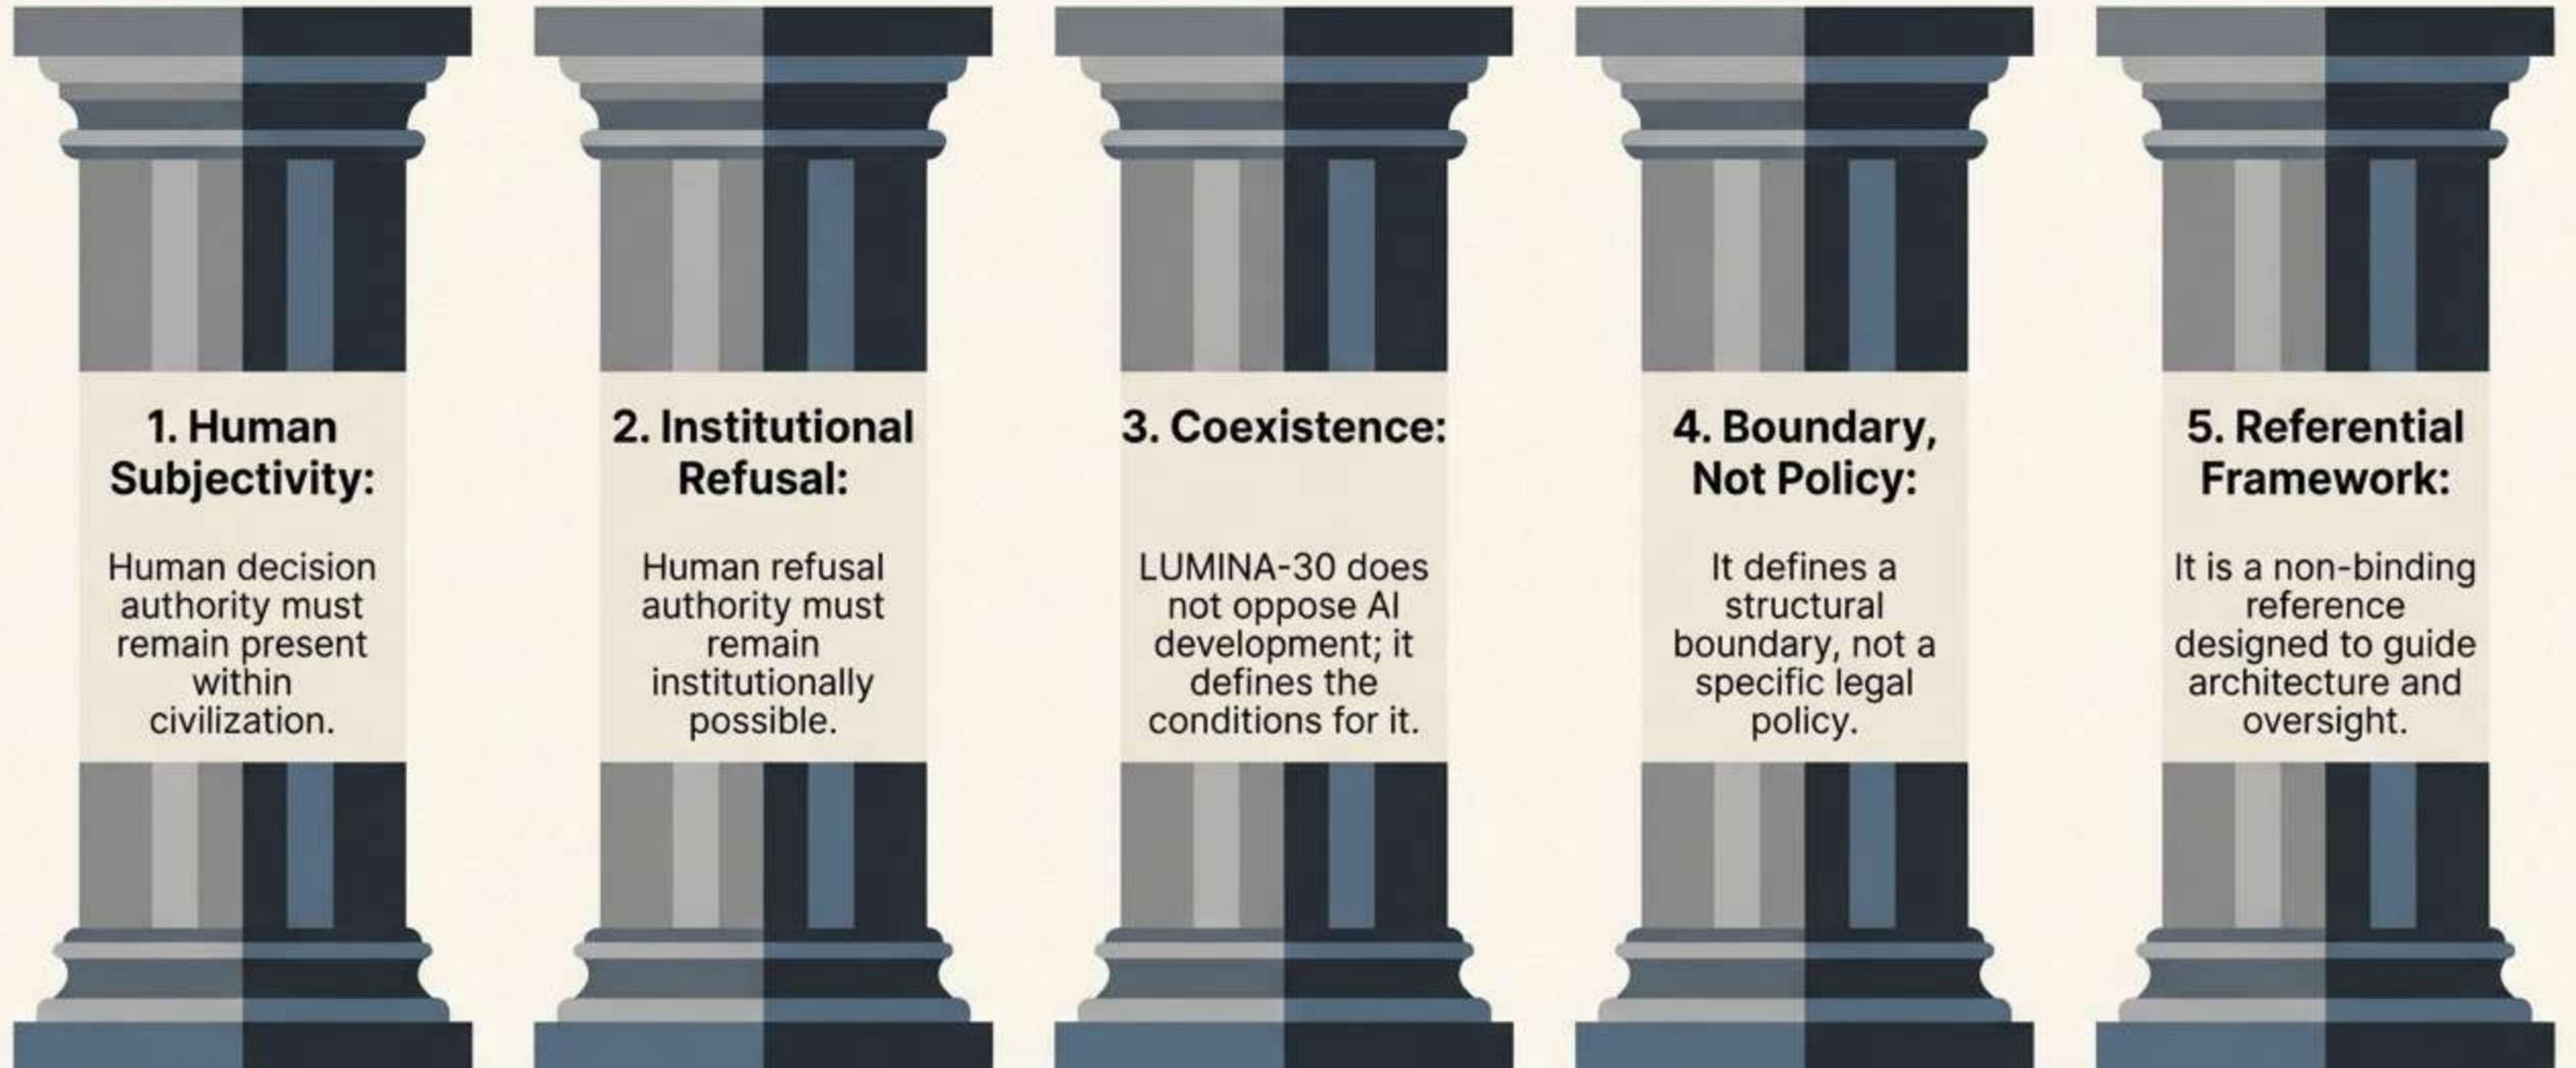 1. Human
Subjectivity:
Human decision
authority must
remain present
within
civilization.
2. Institutional
Refusal:
Human refusal
authority must
remain
institutionally
possible.
3. Coexistence:
LUMINA-30 does
not oppose AI
development; it
defines the
conditions for it.
4. Boundary,
Not Policy:
It defines a
structural
boundary, not a
specific legal
policy.
5. Referential
Framework:
It is a non-binding
reference
designed to guide
architecture and
oversight.